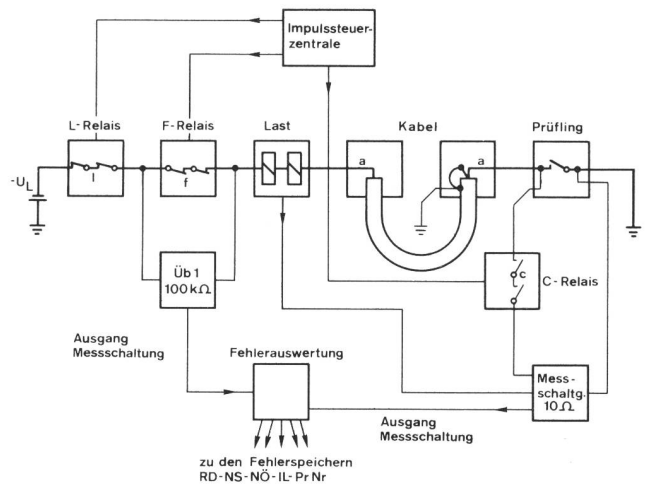 Impulssteuer-
zentrale
L-Relais
F-Relais
Last
Kabel
Prüfling
a
a
-U_L
l
f
Üb 1
100 kΩ
c
C-Relais
Ausgang
Messschaltung
Fehlerauswertung
Mess-
schaltg.
10 Ω
Ausgang
Messschaltung
zu den Fehlerspeichern
RD-NS-NÖ-IL-Pr Nr